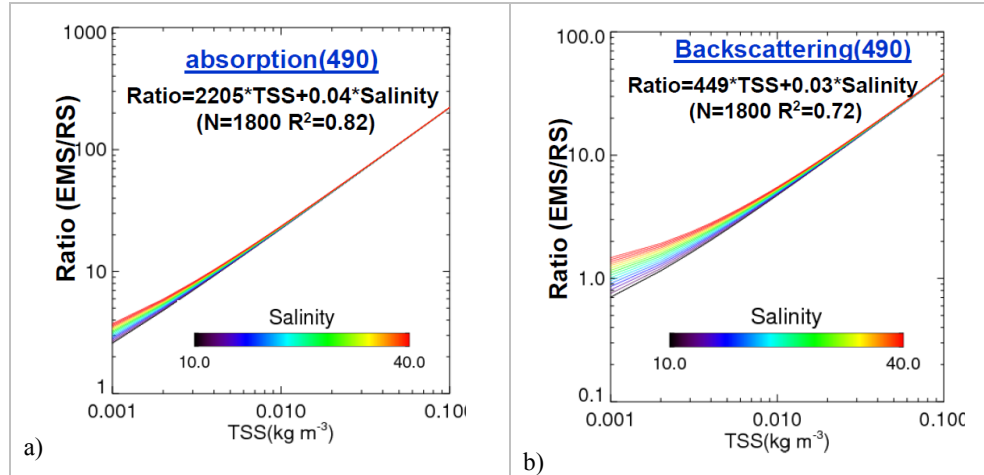 1000
absorption(490)
Ratio=2205*TSS+0.04*Salinity
(N=1800 R²=0.82)
100
Ratio (EMS/RS)
10
Salinity
10.0 40.0
1
0.001 0.010 0.10(
TSS(kg m⁻³)
a)
100.0
Backscattering(490)
Ratio=449*TSS+0.03*Salinity
(N=1800 R²=0.72)
10.0
Ratio (EMS/RS)
1.0
Salinity
10.0 40.0
0.1
0.001 0.010 0.100
TSS(kg m⁻³)
b)